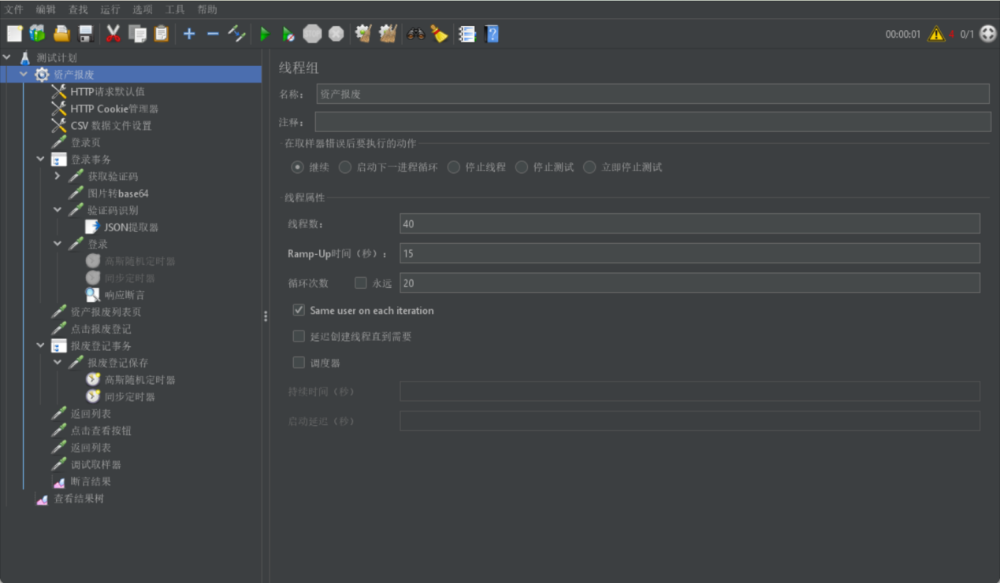 文件 编辑 查找 运行 选项 工具 帮助
00:00:01 4 0/1
测试计划
资产报废
HTTP请求默认值
HTTP Cookie管理器
CSV 数据文件设置
登录页
登录事务
获取验证码
图片转base64
验证码识别
JSON提取器
登录
高斯随机定时器
同步定时器
响应断言
资产报废列表页
点击报废登记
报废登记事务
报废登记保存
高斯随机定时器
同步定时器
返回列表
点击查看按钮
返回列表
调试取样器
断言结果
查看结果树
线程组
名称： 资产报废
注释：
在取样器错误后要执行的动作
继续 启动下一进程循环 停止线程 停止测试 立即停止测试
线程属性
线程数： 40
Ramp-Up时间（秒）： 15
循环次数 永远 20
Same user on each iteration
延迟创建线程直到需要
调度器
持续时间（秒）
启动延迟（秒）